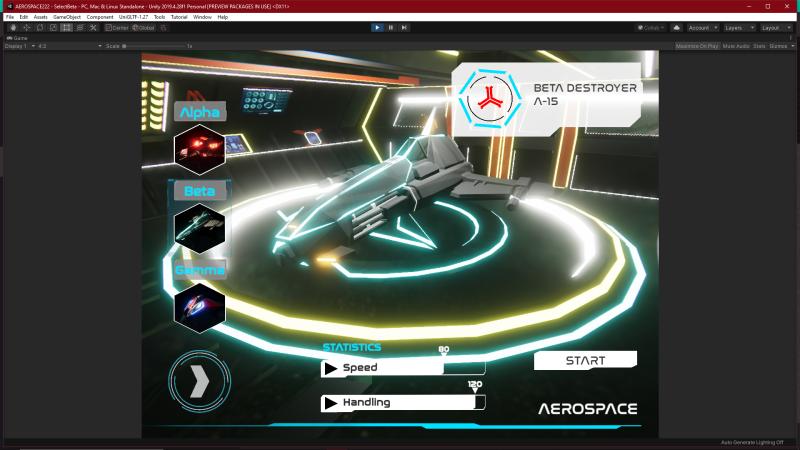 AEROSPACE222 - SelectBeta - PC, Mac & Linux Standalone - Unity 2019.4.28f1 Personal [PREVIEW PACKAGES IN USE] <DX11>
File Edit Assets GameObject Component UniGLTF-1.27 Tools Tutorial Window Help
Center Global Collab Account Layers Layout
Game
Display 1 4:3 Scale 1x Maximize On Play Mute Audio Stats Gizmos
BETA DESTROYER
A-15
Alpha
Beta
Gamma
STATISTICS
80
Speed
120
Handling
START
AEROSPACE
Auto Generate Lighting Off